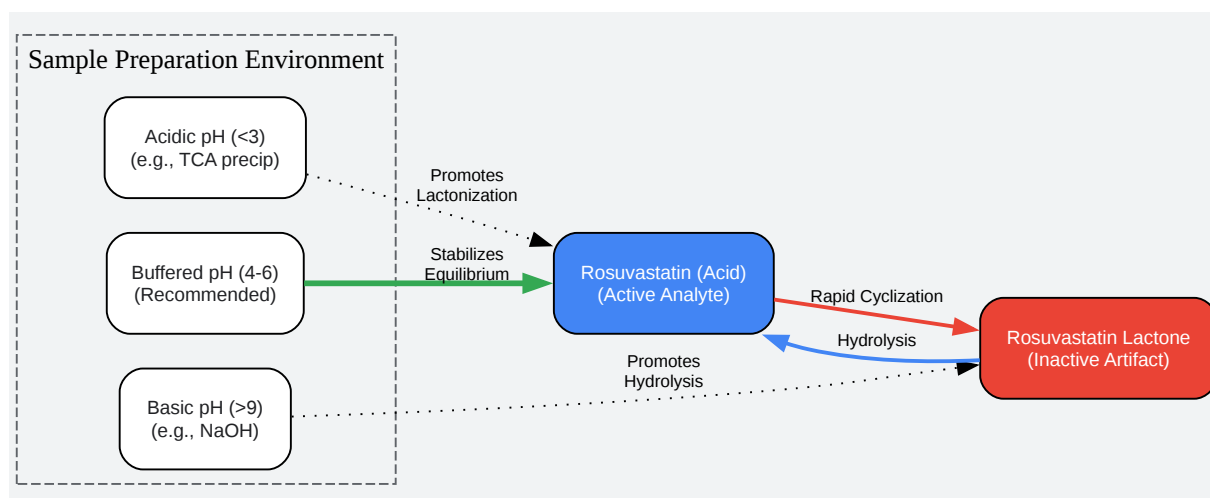 Sample Preparation Environment
Acidic pH (<3)
(e.g., TCA precip)
Promotes
Lactonization
Buffered pH (4-6)
(Recommended)
Stabilizes
Equilibrium
Rosuvastatin (Acid)
(Active Analyte)
Rapid Cyclization
Hydrolysis
Rosuvastatin Lactone
(Inactive Artifact)
Promotes
Hydrolysis
Basic pH (>9)
(e.g., NaOH)